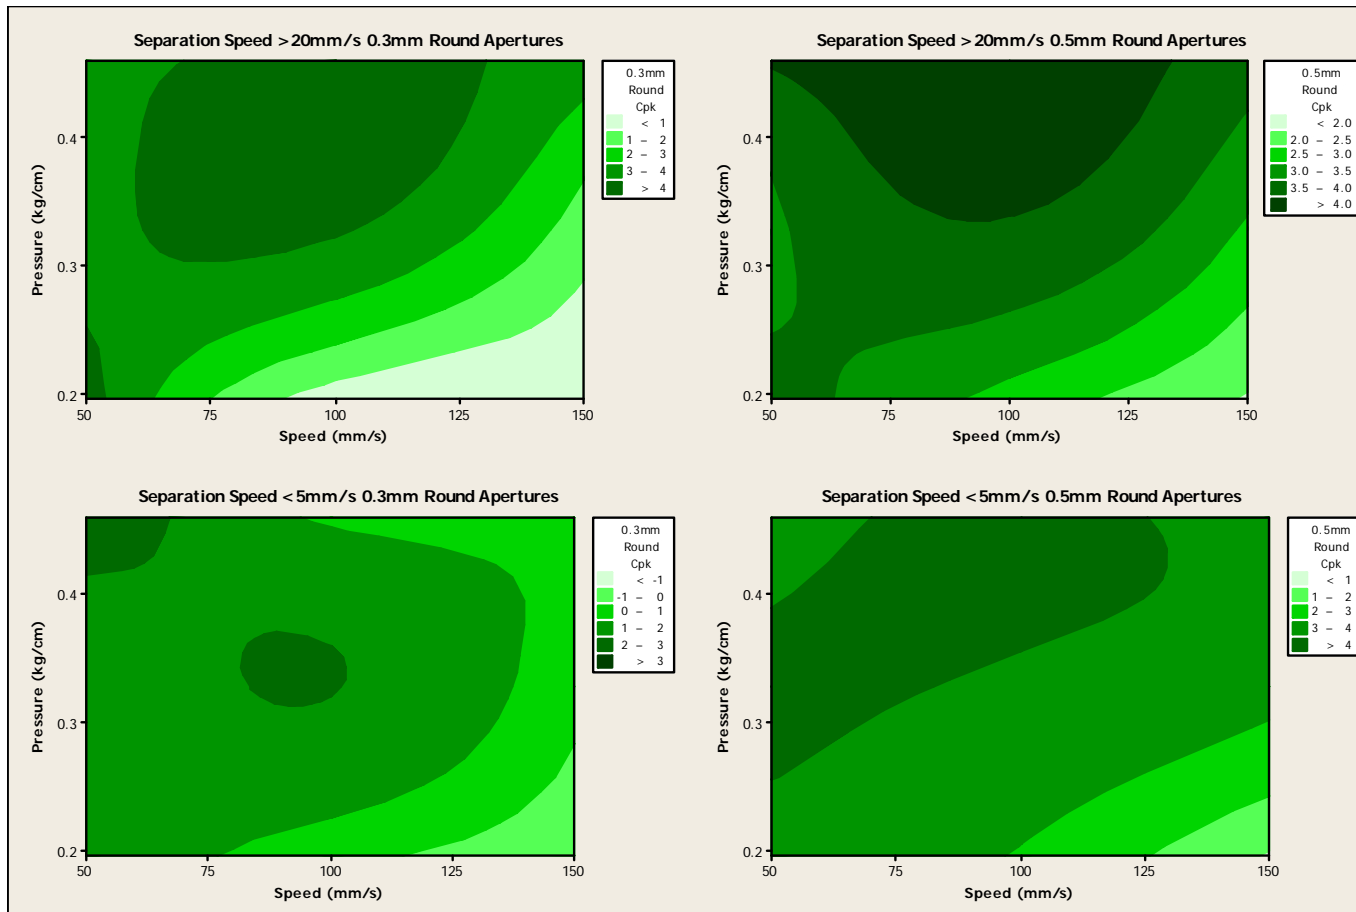 Separation Speed >20mm/s 0.3mm Round Apertures
Pressure (kg/cm)
0.4
0.3
0.2
50 75 100 125 150
Speed (mm/s)
0.3mm
Round
Cpk
< 1
1 – 2
2 – 3
3 – 4
> 4
Separation Speed >20mm/s 0.5mm Round Apertures
Pressure (kg/cm)
0.4
0.3
0.2
50 75 100 125 150
Speed (mm/s)
0.5mm
Round
Cpk
< 2.0
2.0 – 2.5
2.5 – 3.0
3.0 – 3.5
3.5 – 4.0
> 4.0
Separation Speed <5mm/s 0.3mm Round Apertures
Pressure (kg/cm)
0.4
0.3
0.2
50 75 100 125 150
Speed (mm/s)
0.3mm
Round
Cpk
< -1
-1 – 0
0 – 1
1 – 2
2 – 3
> 3
Separation Speed <5mm/s 0.5mm Round Apertures
Pressure (kg/cm)
0.4
0.3
0.2
50 75 100 125 150
Speed (mm/s)
0.5mm
Round
Cpk
< 1
1 – 2
2 – 3
3 – 4
> 4